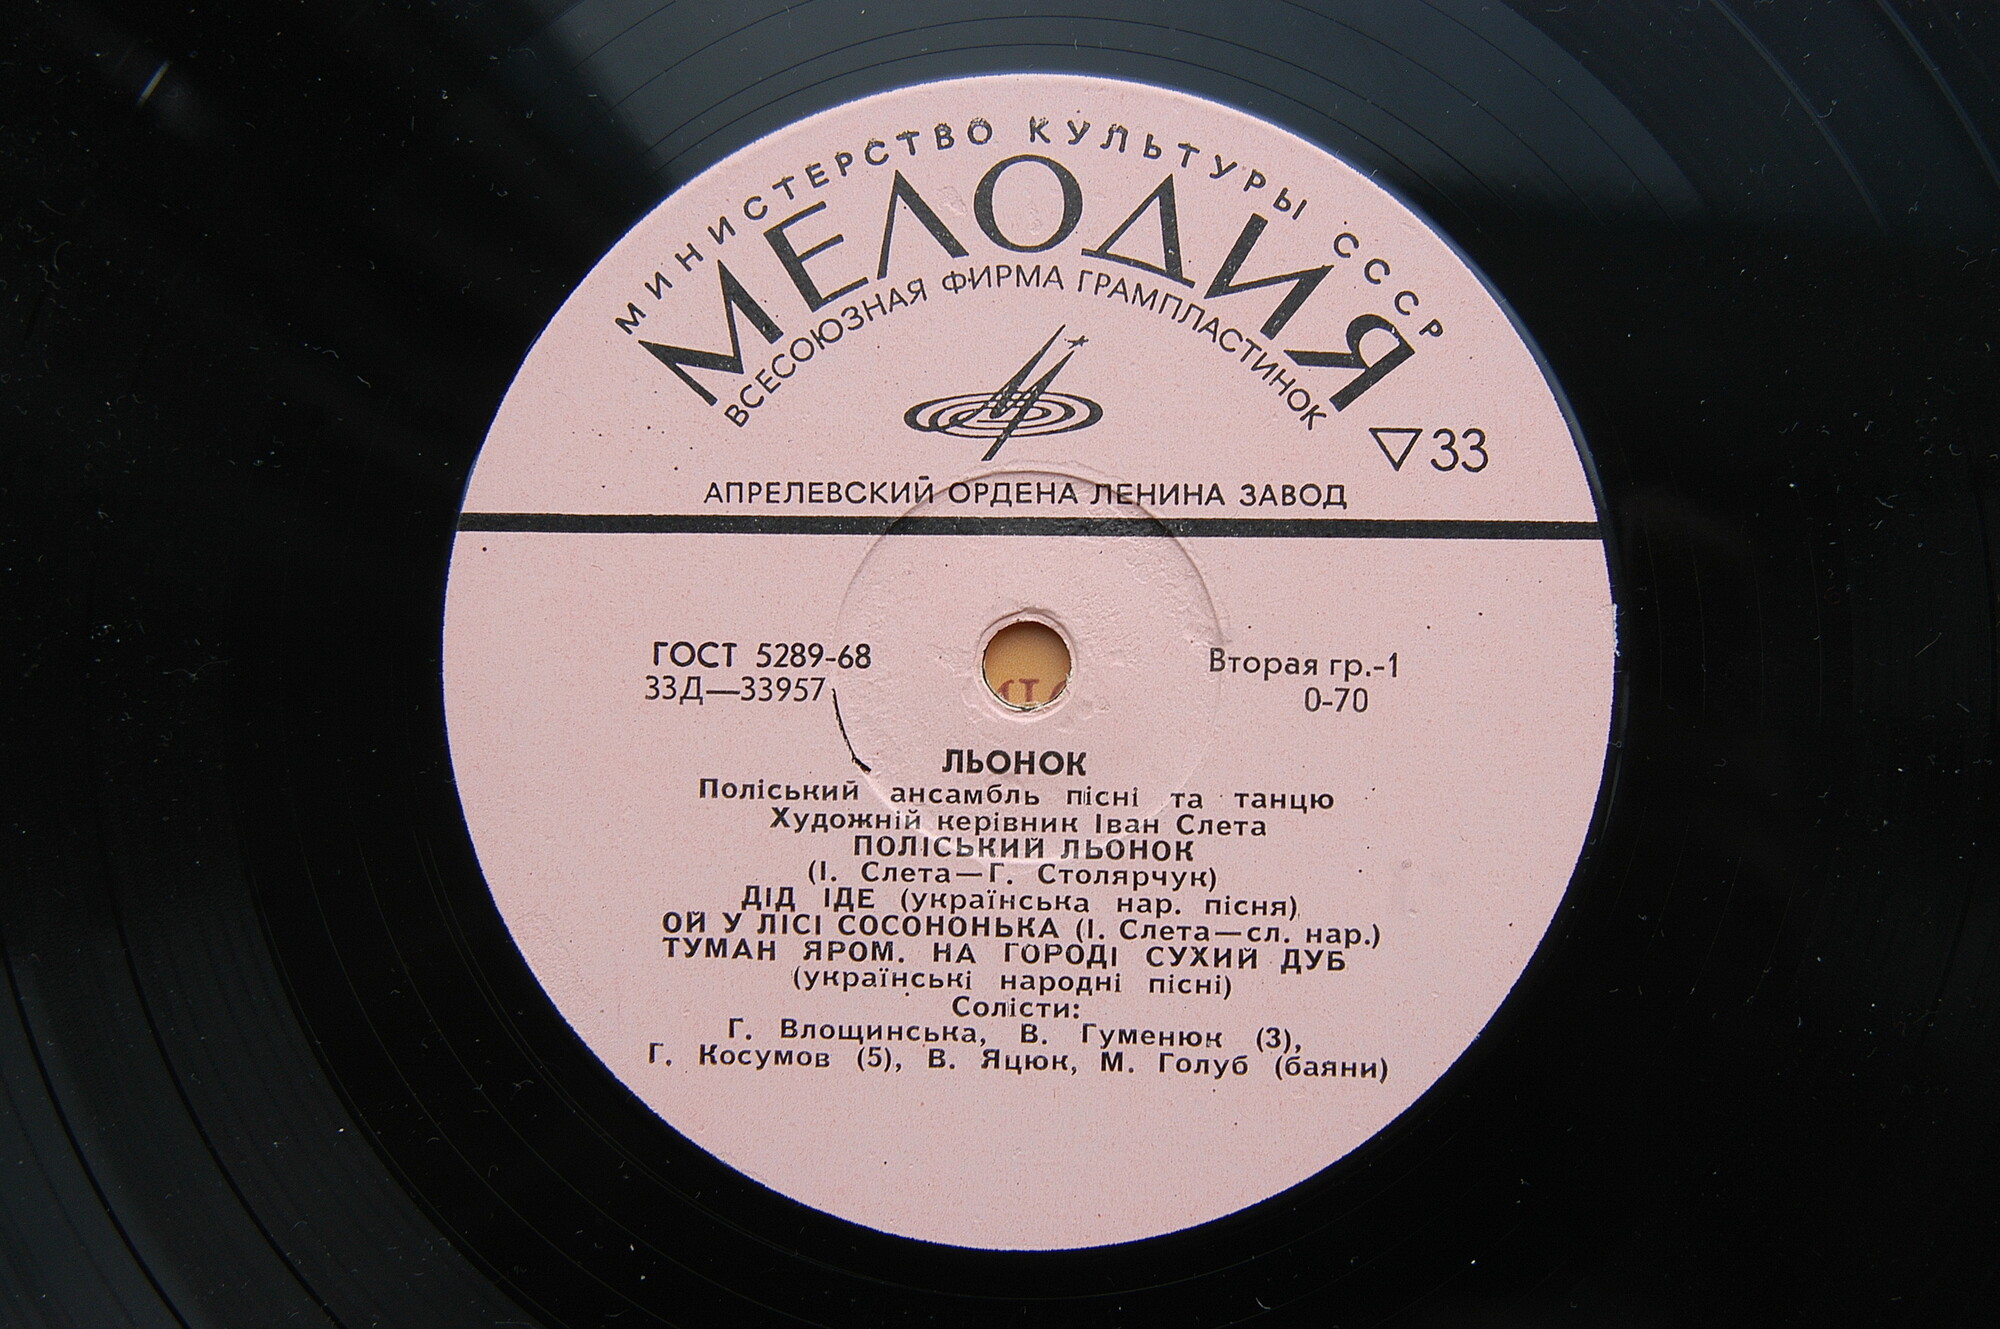 МИНИСТЕРСТВО КУЛЬТУРЫ СССР
МЕЛОДИЯ
ВСЕСОЮЗНАЯ ФИРМА ГРАМПЛАСТИНОК
33
АПРЕЛЕВСКИЙ ОРДЕНА ЛЕНИНА ЗАВОД
ГОСТ 5289-68
Вторая гр.-1
33Д—33957
0-70
ЛЬОНОК
Поліський ансамбль пісні та танцю
Художній керівник Іван Слета
ПОЛІСЬКИЙ ЛЬОНОК
(І. Слета—Г. Столярчук)
ДІД ІДЕ (українська нар. пісня)
ОЙ У ЛІСІ СОСОНОНЬКА (І. Слета—сл. нар.)
ТУМАН ЯРОМ. НА ГОРОДІ СУХИЙ ДУБ
(українські народні пісні)
Солісти:
Г. Влощинська, В. Гуменюк (3),
Г. Косумов (5), В. Яцюк, М. Голуб (баяни)